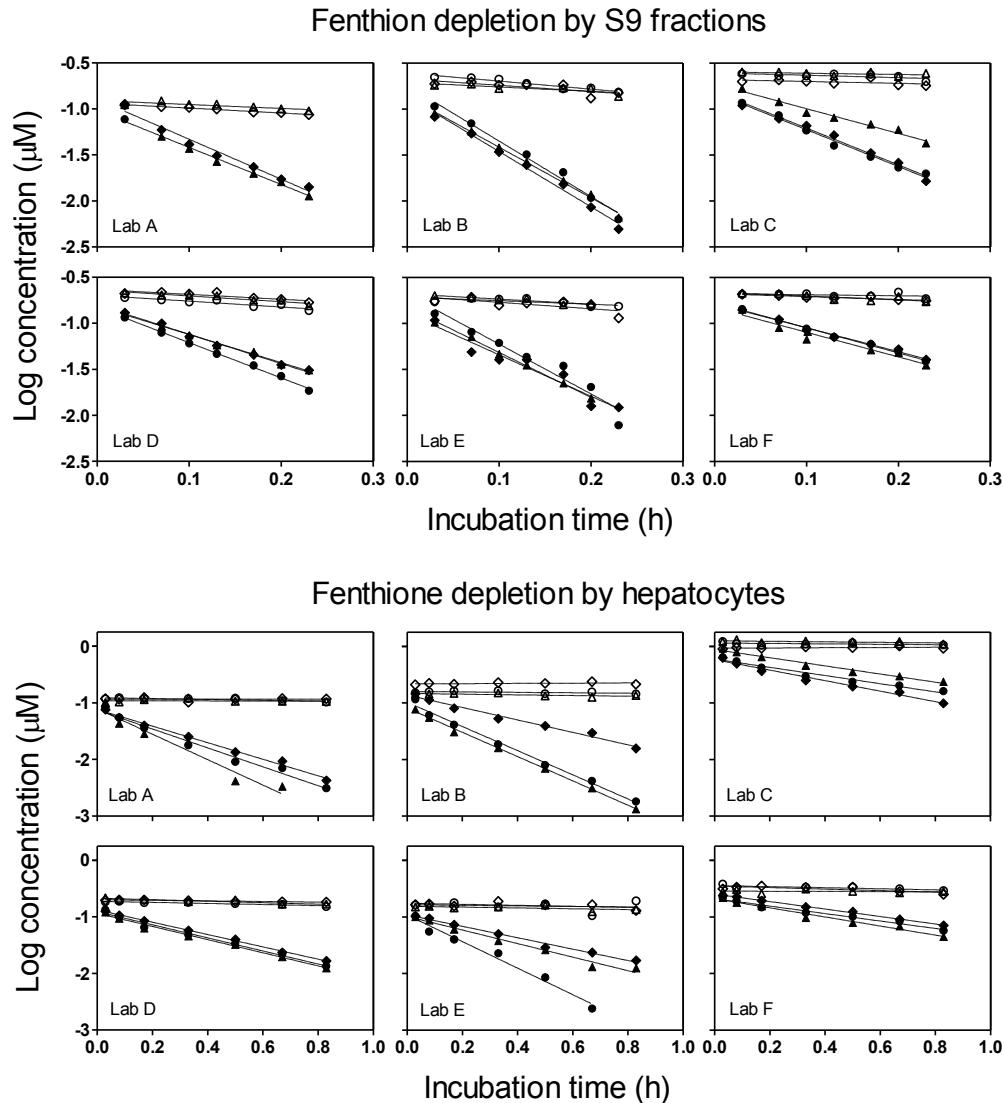 Fenthion depletion by S9 fractions
Log concentration (μM)
-0.5
-1.0
-1.5
-2.0
-2.5
Lab A
Lab B
Lab C
-0.5
-1.0
-1.5
-2.0
-2.5
Lab D
Lab E
Lab F
0.0 0.1 0.2 0.3 0.0 0.1 0.2 0.3 0.0 0.1 0.2 0.3
Incubation time (h)
Fenthione depletion by hepatocytes
Log concentration (μM)
0
-1
-2
-3
Lab A
Lab B
Lab C
0
-1
-2
-3
Lab D
Lab E
Lab F
0.0 0.2 0.4 0.6 0.8 1.0 0.0 0.2 0.4 0.6 0.8 1.0 0.0 0.2 0.4 0.6 0.8 1.0
Incubation time (h)